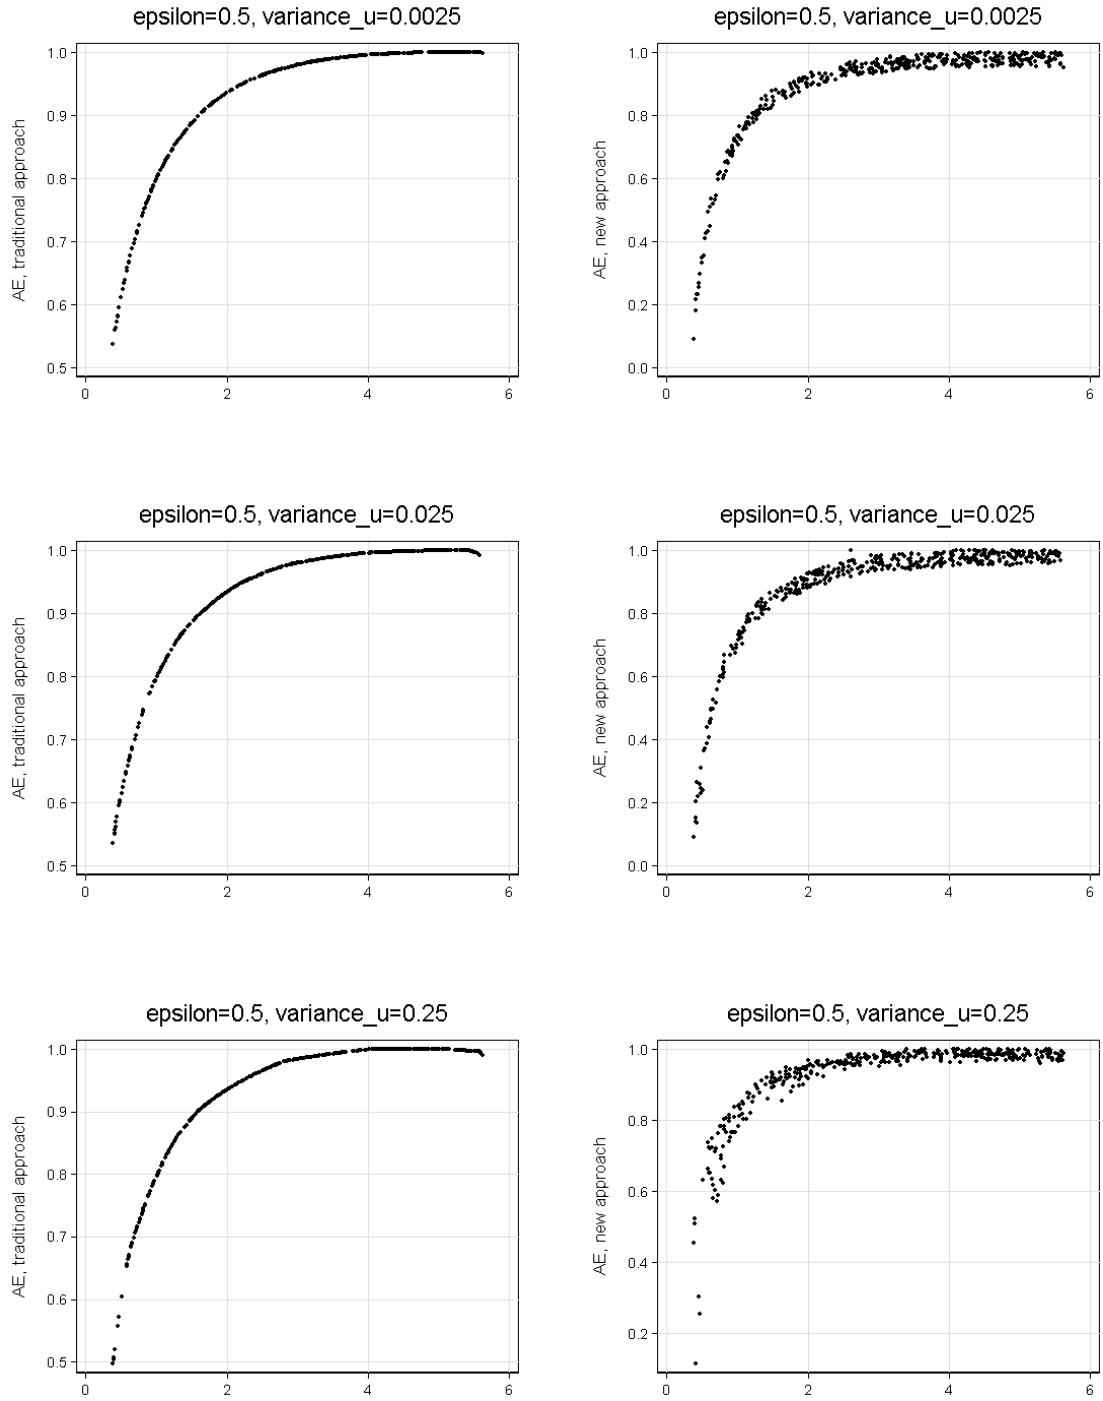 epsilon=0.5, variance_u=0.0025
AE, traditional approach
1.0
0.9
0.8
0.7
0.6
0.5
0 2 4 6
epsilon=0.5, variance_u=0.0025
AE, new approach
1.0
0.8
0.6
0.4
0.2
0.0
0 2 4 6
epsilon=0.5, variance_u=0.025
AE, traditional approach
1.0
0.9
0.8
0.7
0.6
0.5
0 2 4 6
epsilon=0.5, variance_u=0.025
AE, new approach
1.0
0.8
0.6
0.4
0.2
0.0
0 2 4 6
epsilon=0.5, variance_u=0.25
AE, traditional approach
1.0
0.9
0.8
0.7
0.6
0.5
0 2 4 6
epsilon=0.5, variance_u=0.25
AE, new approach
1.0
0.8
0.6
0.4
0.2
0 2 4 6